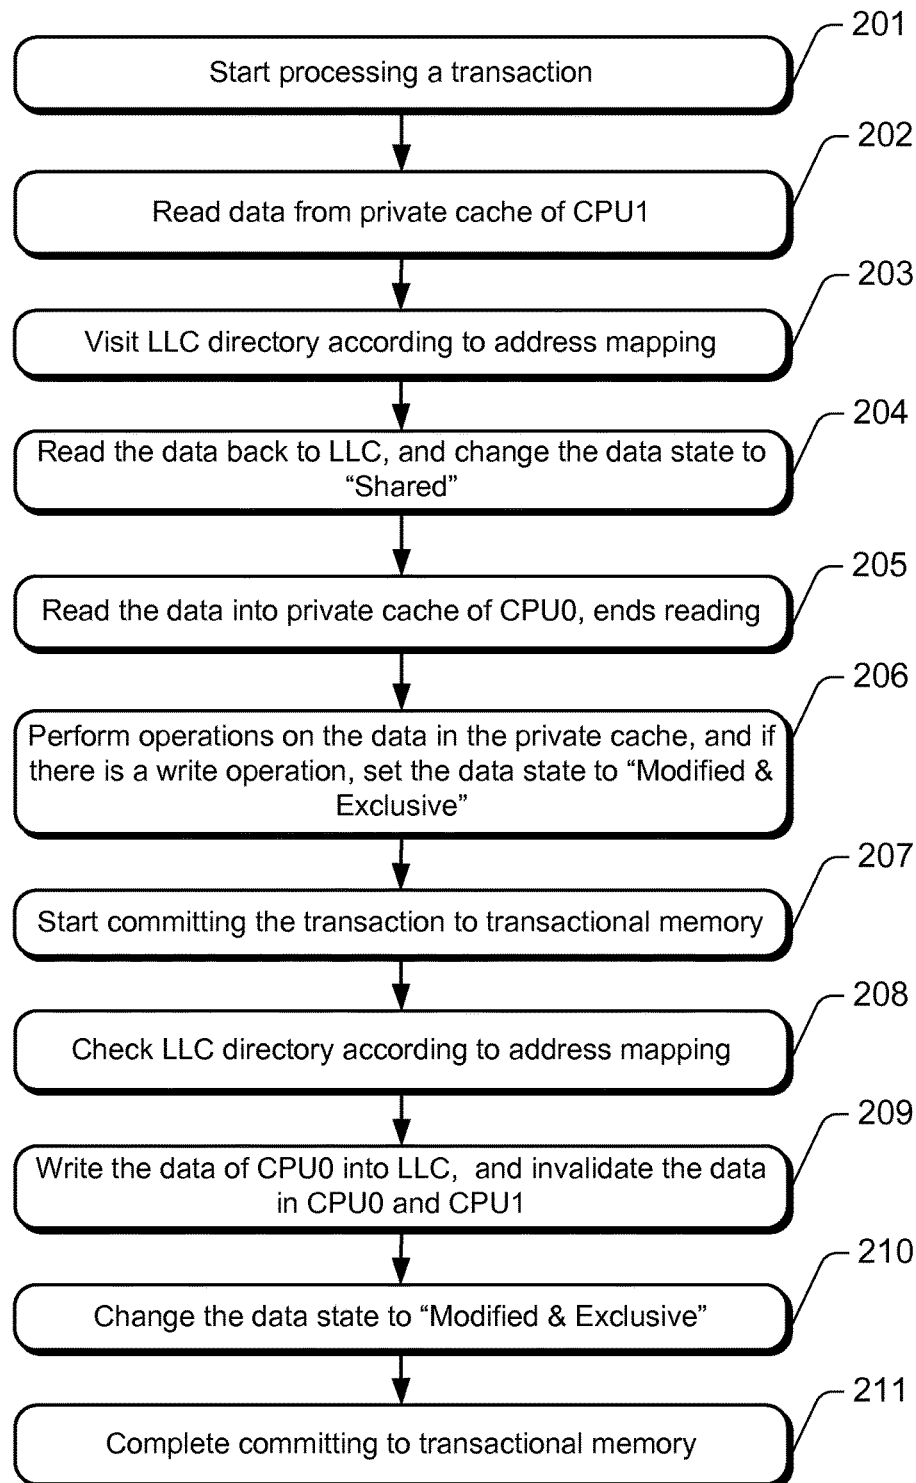 201
Start processing a transaction
202
Read data from private cache of CPU1
203
Visit LLC directory according to address mapping
204
Read the data back to LLC, and change the data state to
“Shared”
205
Read the data into private cache of CPU0, ends reading
206
Perform operations on the data in the private cache, and if
there is a write operation, set the data state to “Modified &
Exclusive”
207
Start committing the transaction to transactional memory
208
Check LLC directory according to address mapping
209
Write the data of CPU0 into LLC,  and invalidate the data
in CPU0 and CPU1
210
Change the data state to “Modified & Exclusive”
211
Complete committing to transactional memory